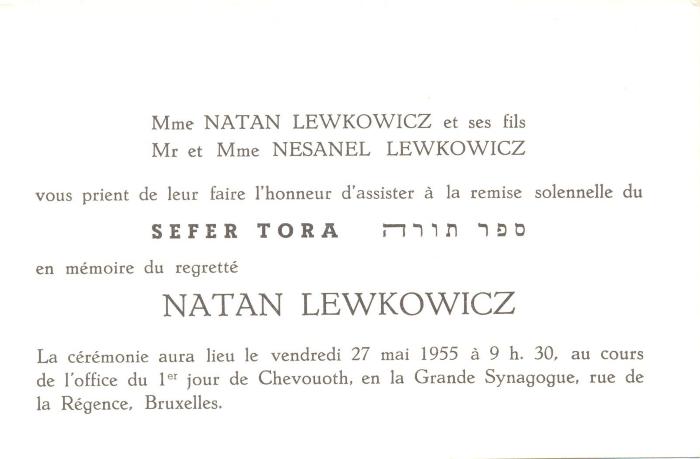 Mme NATAN LEWKOWICZ et ses fils
Mr et Mme NESANEL LEWKOWICZ
vous prient de leur faire l'honneur d'assister à la remise solennelle du
SEFER TORA ספר תורה
en mémoire du regretté
NATAN LEWKOWICZ
La cérémonie aura lieu le vendredi 27 mai 1955 à 9 h. 30, au cours
de l'office du 1er jour de Chevouoth, en la Grande Synagogue, rue de
la Régence, Bruxelles.